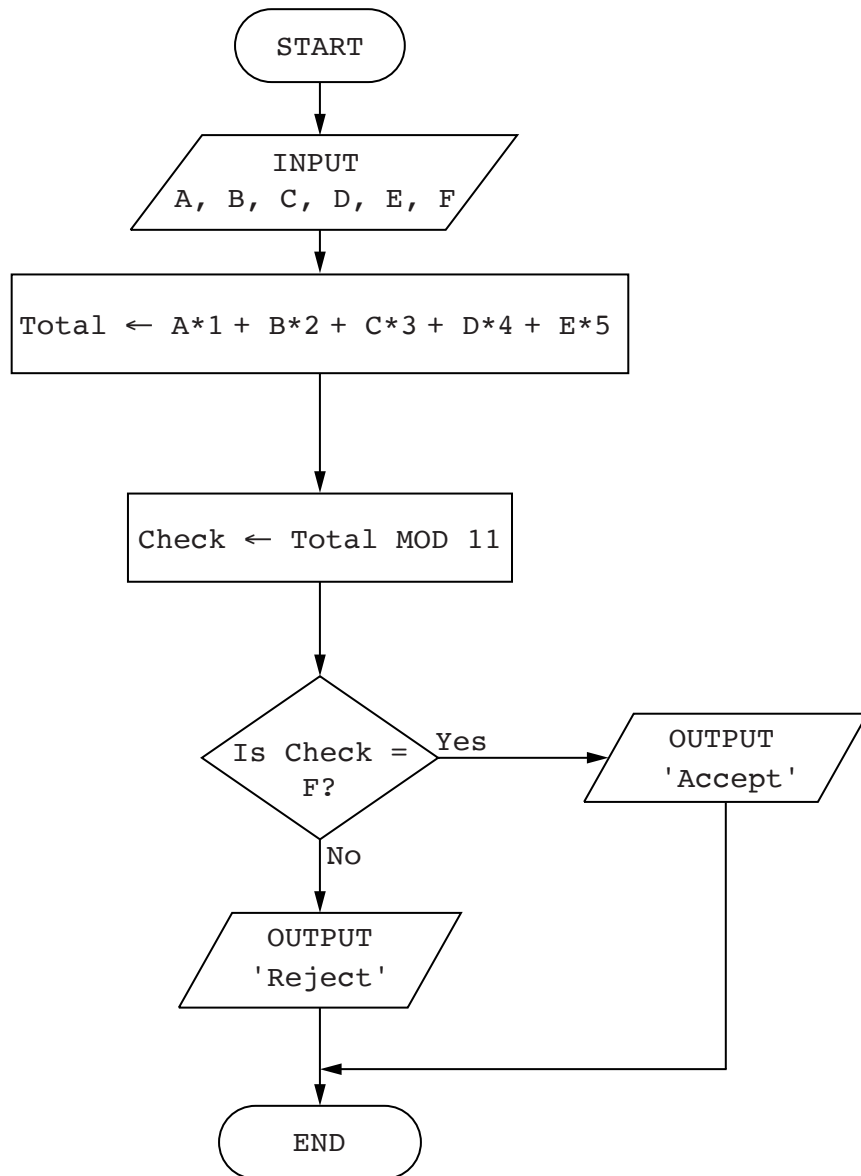 START
INPUT
A, B, C, D, E, F
Total ← A*1 + B*2 + C*3 + D*4 + E*5
Check ← Total MOD 11
Is Check =
F?
Yes
OUTPUT
'Accept'
No
OUTPUT
'Reject'
END